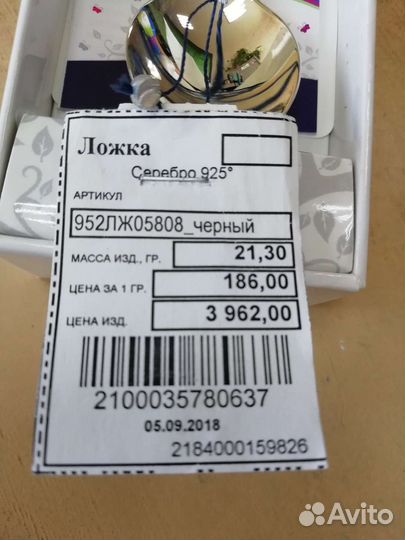 Ложка
Серебро 925°
АРТИКУЛ
952ЛЖ05808_черный
МАССА ИЗД., ГР. 21,30
ЦЕНА ЗА 1 ГР. 186,00
ЦЕНА ИЗД. 3 962,00
2100035780637
05.09.2018
2184000159826
Avito